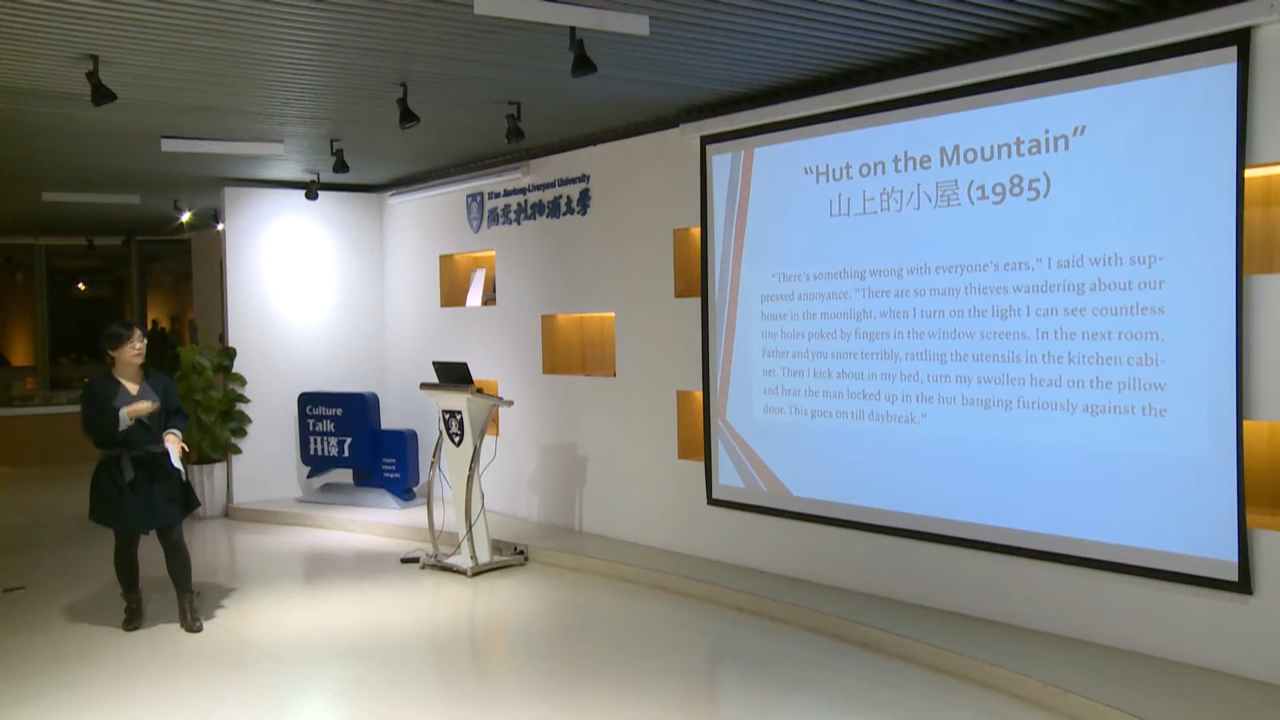 Xi'an Jiaotong-Liverpool University
西交利物浦大学
Culture
Talk
开谈了
"Hut on the Mountain"
山上的小屋 (1985)
"There's something wrong with everyone's ears," I said with sup-
pressed annoyance. "There are so many thieves wandering about our
house in the moonlight, when I turn on the light I can see countless
tiny holes poked by fingers in the window screens. In the next room,
Father and you snore terribly, rattling the utensils in the kitchen cabi-
net. Then I kick about in my bed, turn my swollen head on the pillow
and hear the man locked up in the hut banging furiously against the
door. This goes on till daybreak."